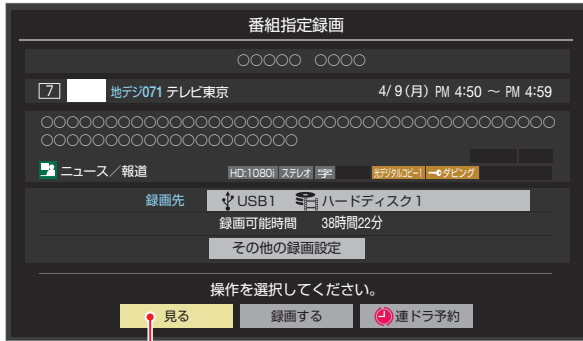 番組指定録画
○○○○○ ○○○○
7 地デジ071 テレビ東京 4/ 9(月) PM 4:50 ～ PM 4:59
○○○○○○○○○○○○○○○○○○○○○○○○○○○○○○○○○○○○○○○○
○○○○○○○○○○○○○○○○○○○○
ニュース／報道 HD:1080i ステレオ 字 光デジタルコピー1 ダビング
録画先 USB1 ハードディスク1
録画可能時間 38時間22分
その他の録画設定
操作を選択してください。
見る 録画する 連ドラ予約